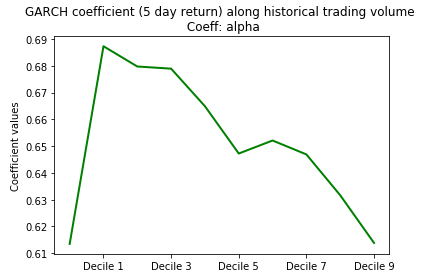 GARCH coefficient (5 day return) along historical trading volume
Coeff: alpha
Coefficient values
0.69
0.68
0.67
0.66
0.65
0.64
0.63
0.62
0.61
Decile 1 Decile 3 Decile 5 Decile 7 Decile 9